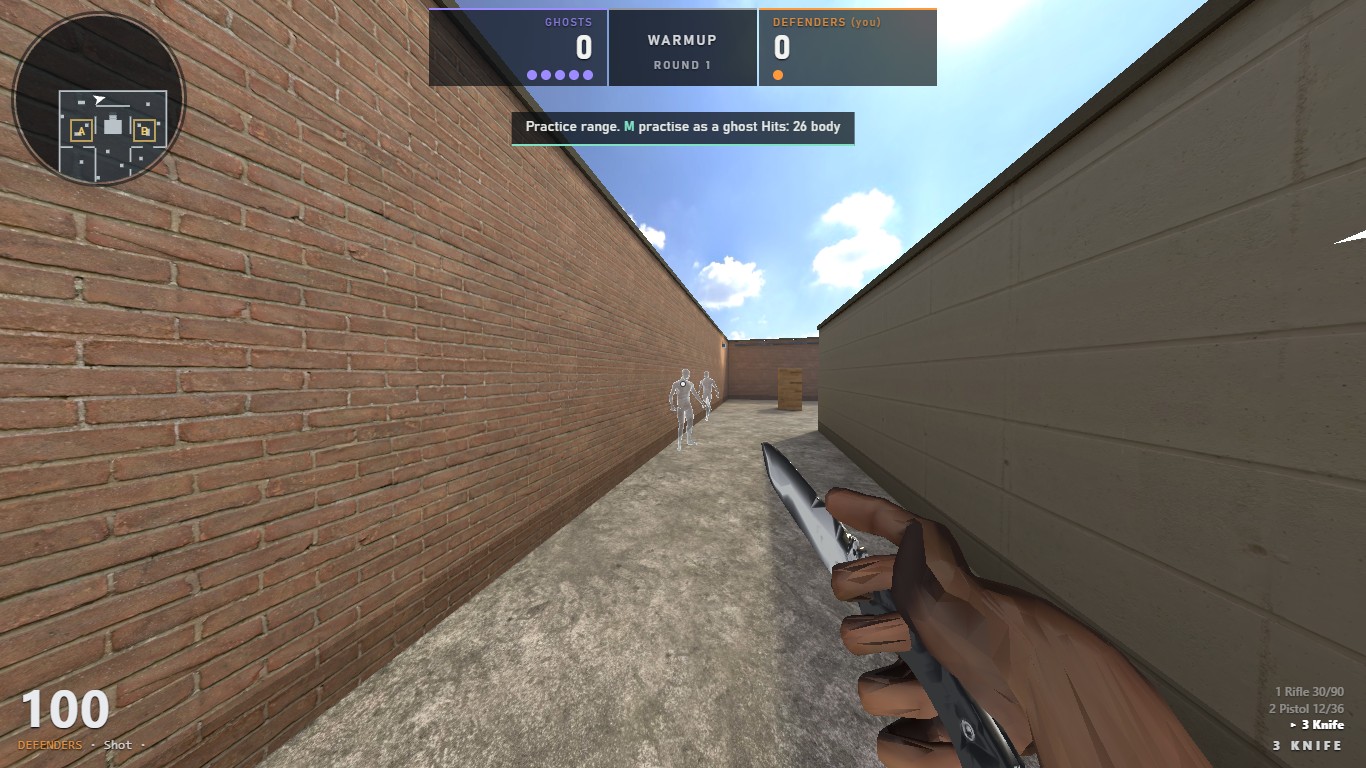 GHOSTS
0
WARMUP
ROUND 1
DEFENDERS (you)
0
Practice range. M practise as a ghost Hits: 26 body
A
B
100
DEFENDERS · Shot ·
1 Rifle 30/90
2 Pistol 12/36
▸ 3 Knife
3 KNIFE